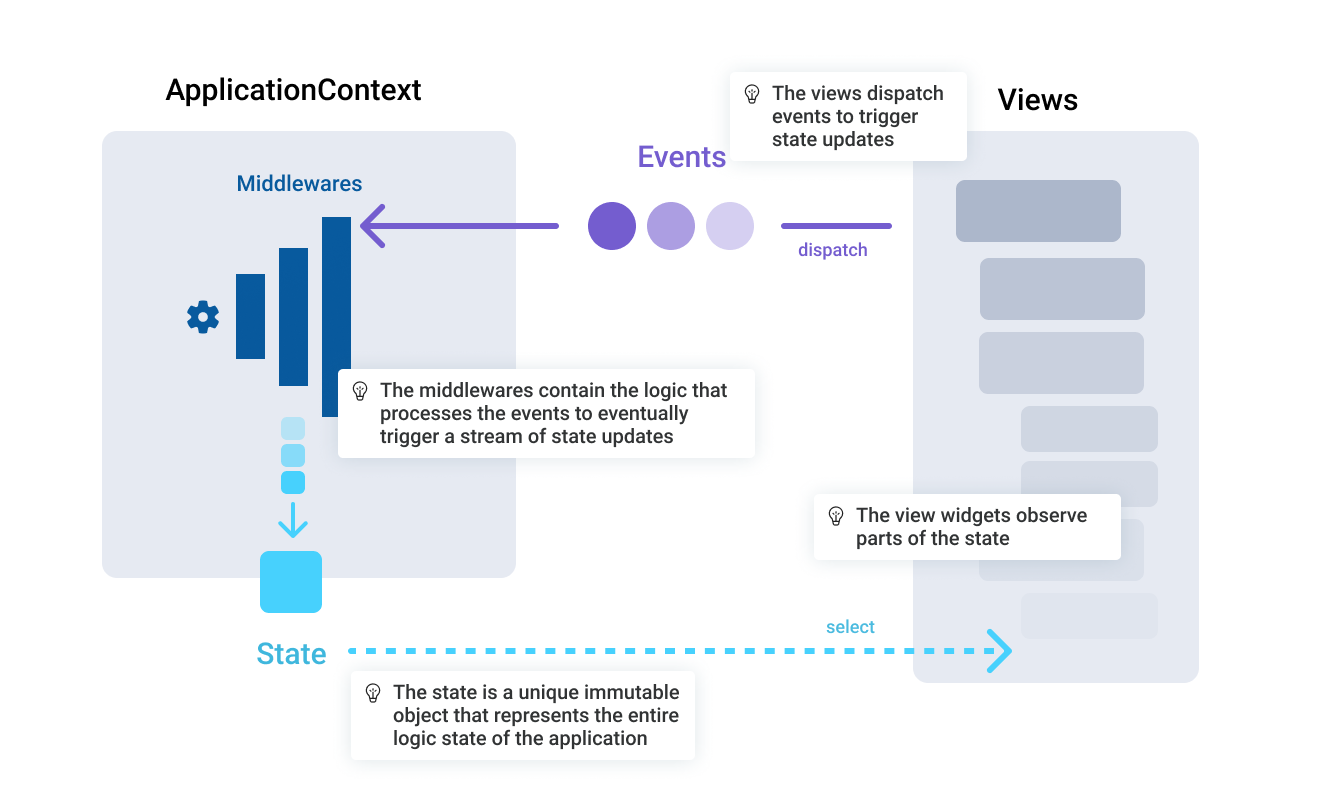 ApplicationContext
The views dispatch
events to trigger
state updates
Views
Events
Middlewares
dispatch
The middlewares contain the logic that
processes the events to eventually
trigger a stream of state updates
The view widgets observe
parts of the state
select
State
The state is a unique immutable
object that represents the entire
logic state of the application